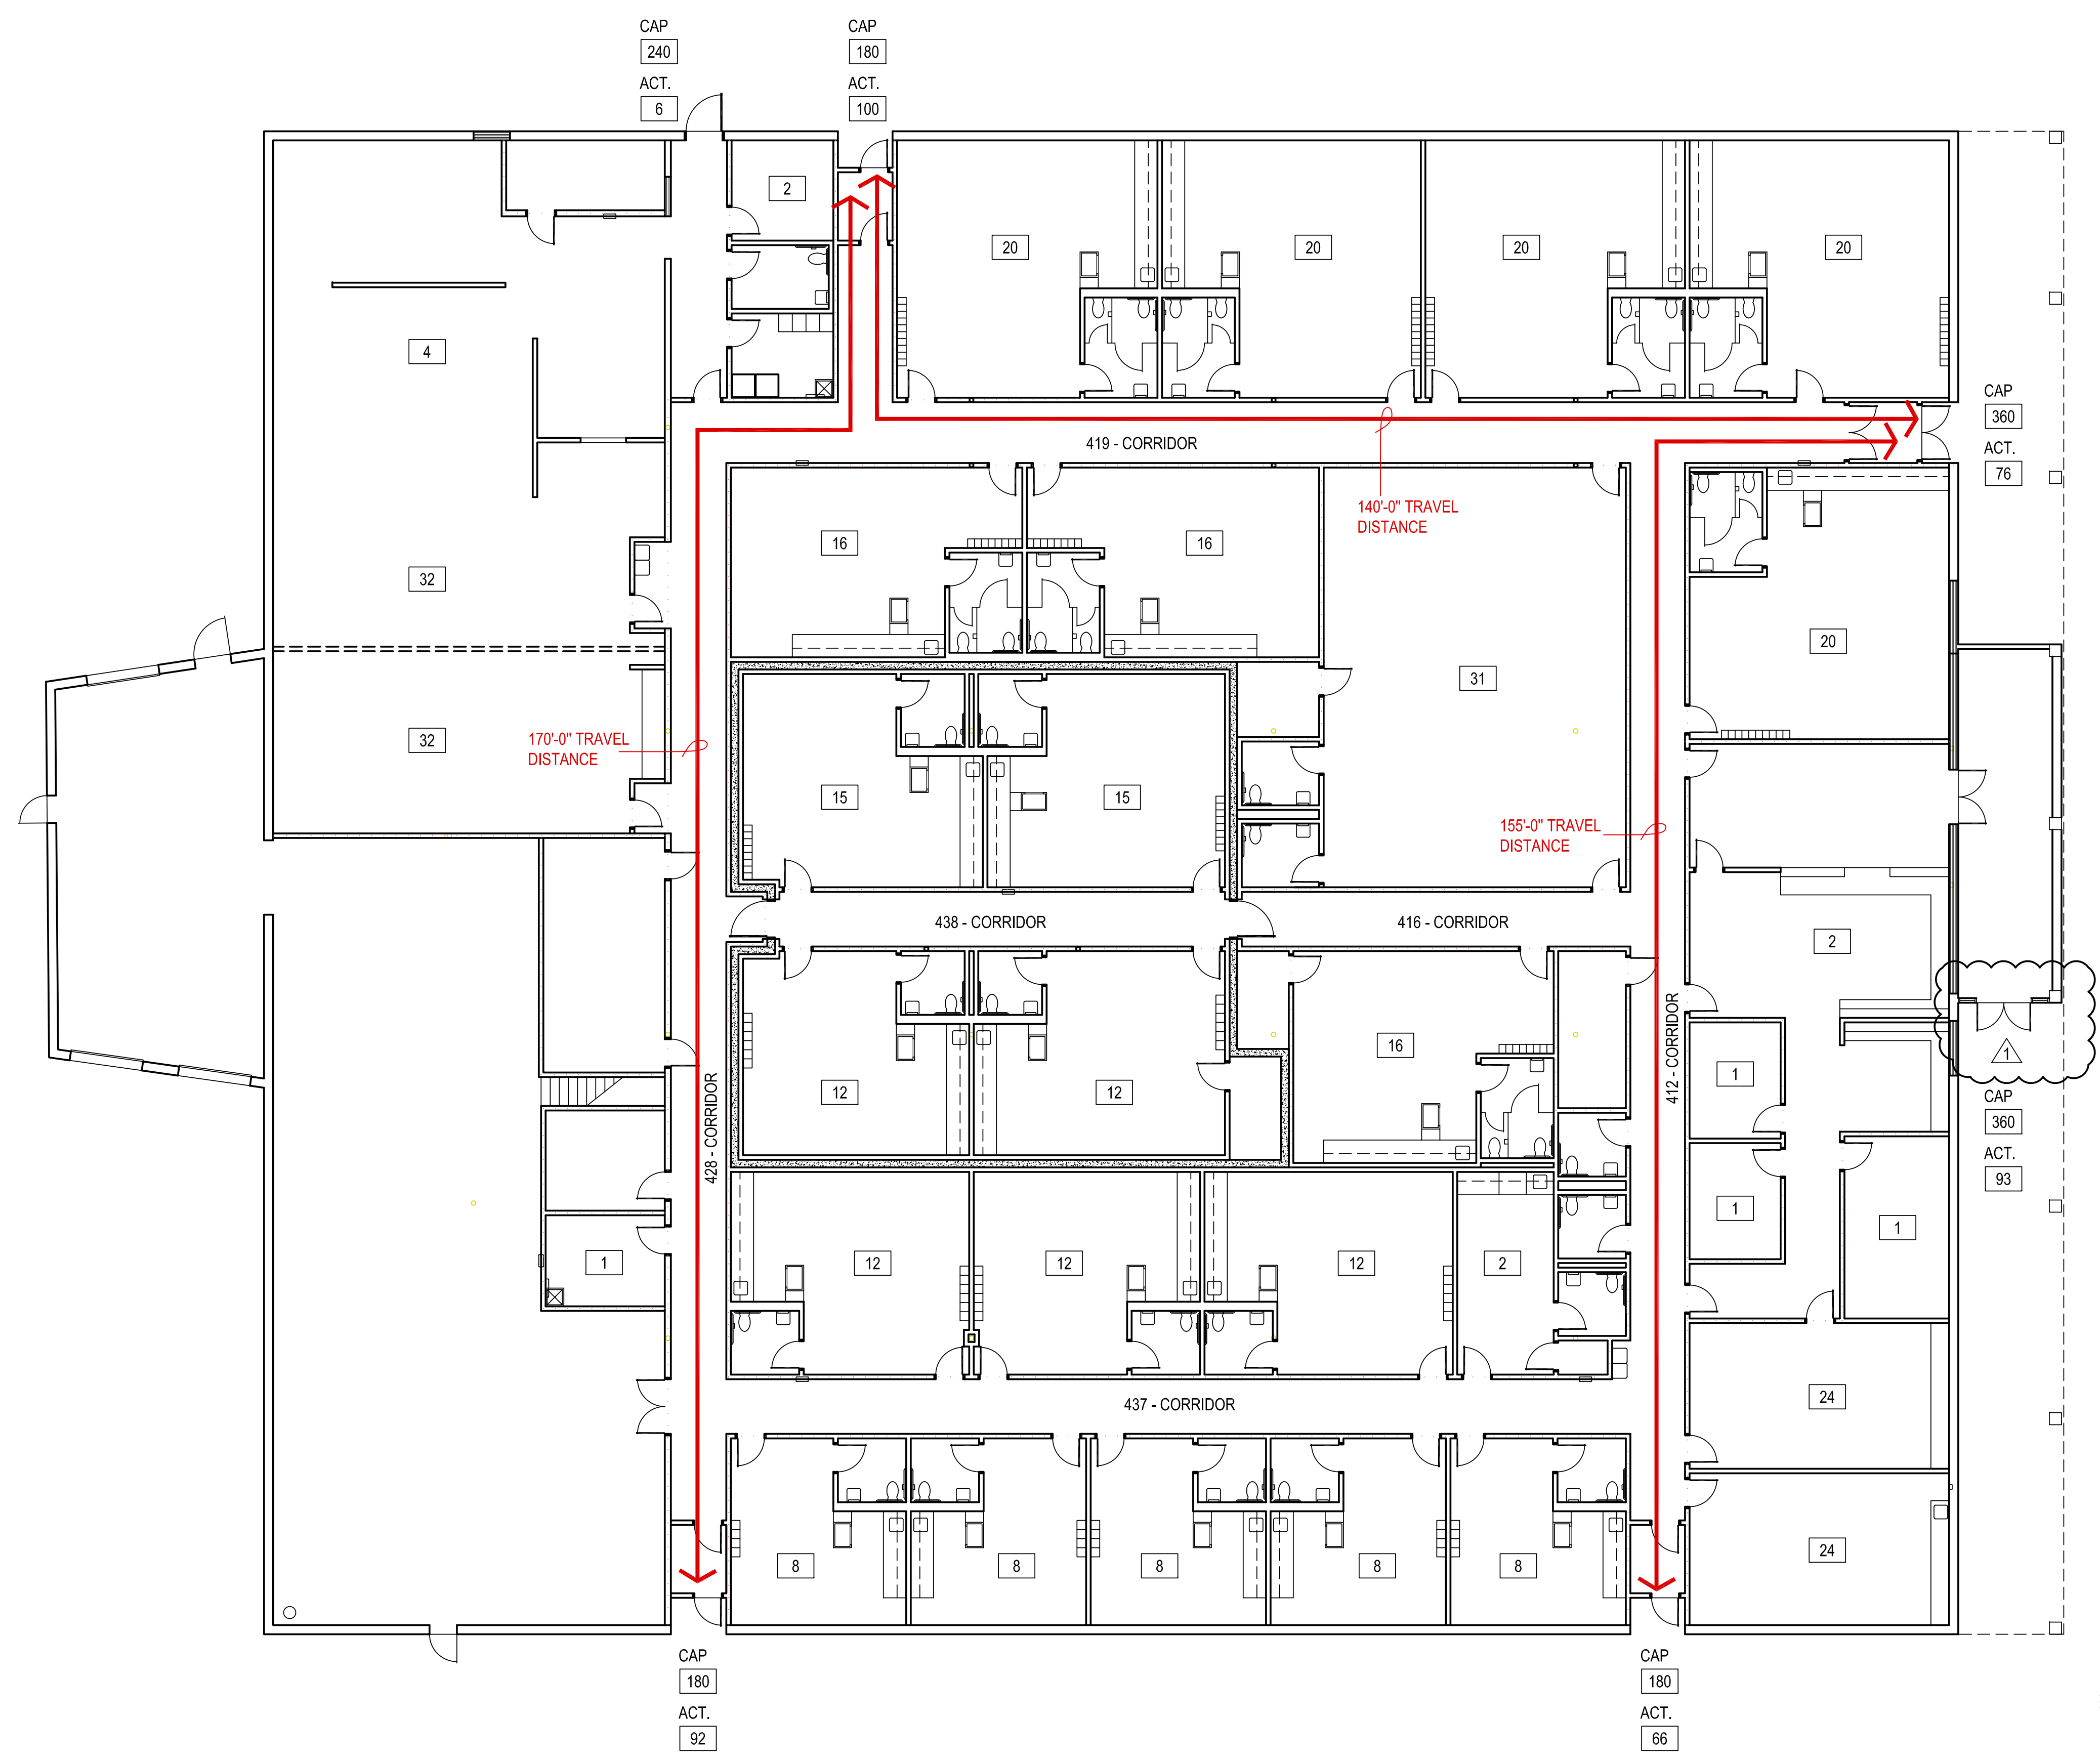 CAP
240
ACT.
6
CAP
180
ACT.
100
2
20
20
20
20
4
CAP
360
ACT.
76
419 - CORRIDOR
140'-0" TRAVEL
DISTANCE
16
16
32
20
31
32
170'-0" TRAVEL
DISTANCE
15
15
155'-0" TRAVEL
DISTANCE
438 - CORRIDOR
416 - CORRIDOR
2
16
1
1
12
12
428 - CORRIDOR
412 - CORRIDOR
CAP
360
ACT.
93
1
1
1
12
12
12
2
24
437 - CORRIDOR
8
8
8
8
8
24
CAP
180
ACT.
92
CAP
180
ACT.
66